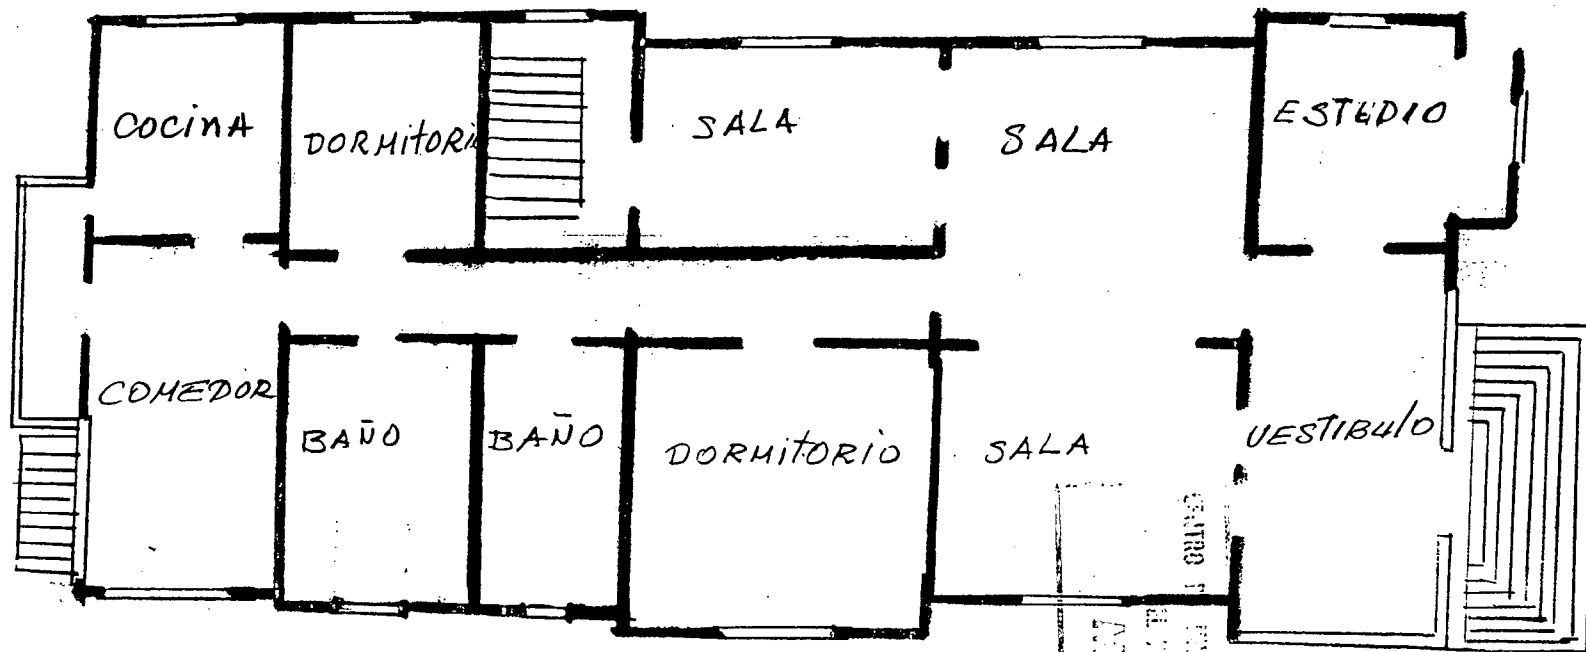 COCINA
DORMITORIO
SALA
SALA
ESTUDIO
COMEDOR
BAÑO
BAÑO
DORMITORIO
SALA
VESTIBULO